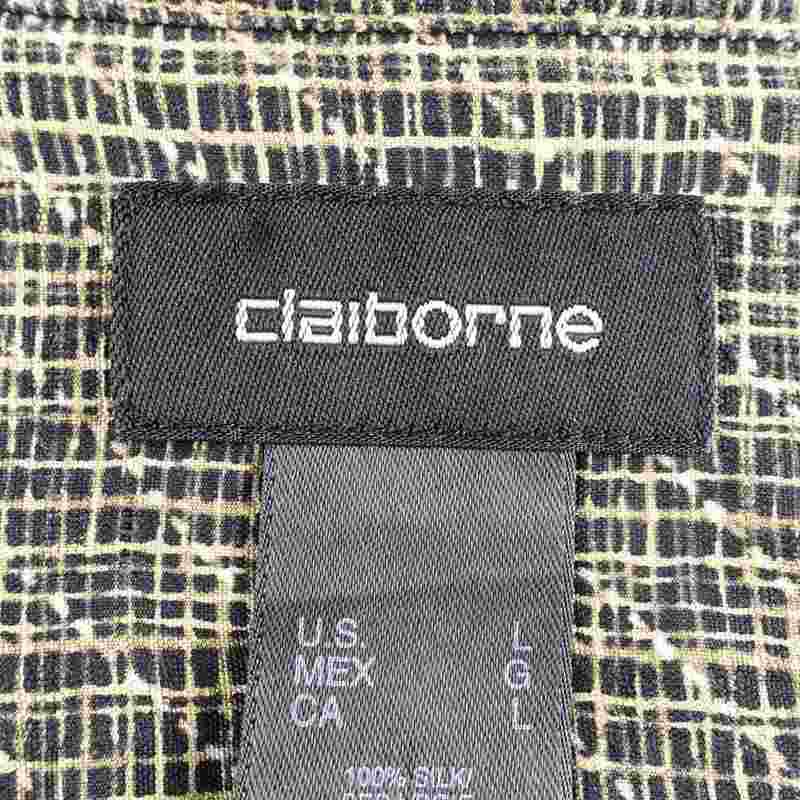 claiborne
U.S. L
MEX G
CA L
100% SILK/